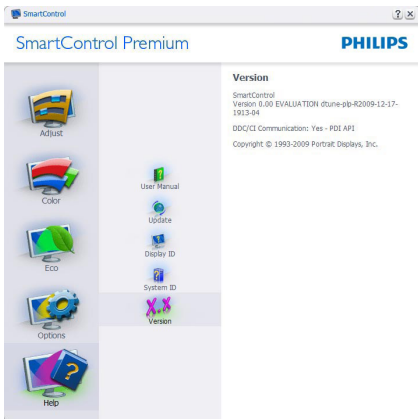 SmartControl
SmartControl Premium
PHILIPS
Adjust
Color
Eco
Options
Help
User Manual
Update
Display ID
System ID
X.X
Version
Version
SmartControl
Version 0.00 EVALUATION dtune-plp-R2009-12-17-
1913-04
DDC/CI Communication: Yes - PDI API
Copyright © 1993-2009 Portrait Displays, Inc.